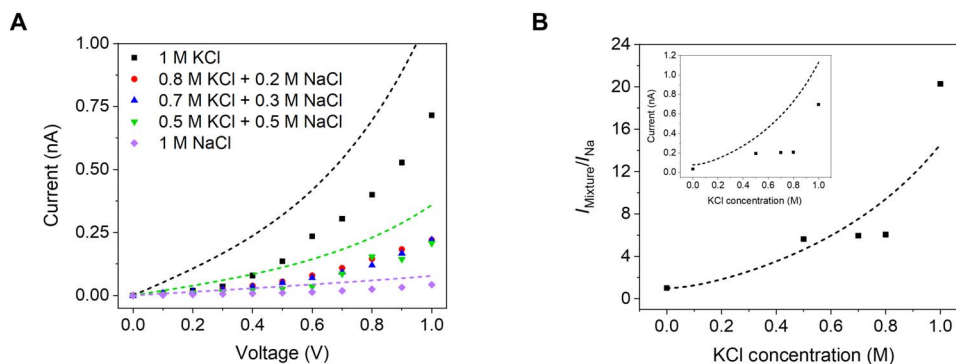 A
Current (nA)
1.00
0.75
0.50
0.25
0.00
1 M KCl
0.8 M KCl + 0.2 M NaCl
0.7 M KCl + 0.3 M NaCl
0.5 M KCl + 0.5 M NaCl
1 M NaCl
0.0 0.2 0.4 0.6 0.8 1.0
Voltage (V)
B
I_Mixture/I_Na
24
20
16
12
8
4
0
Current (nA)
1.2
1.0
0.8
0.6
0.4
0.2
0.0
0.0 0.2 0.4 0.6 0.8 1.0
KCl concentration (M)
0.0 0.2 0.4 0.6 0.8 1.0
KCl concentration (M)